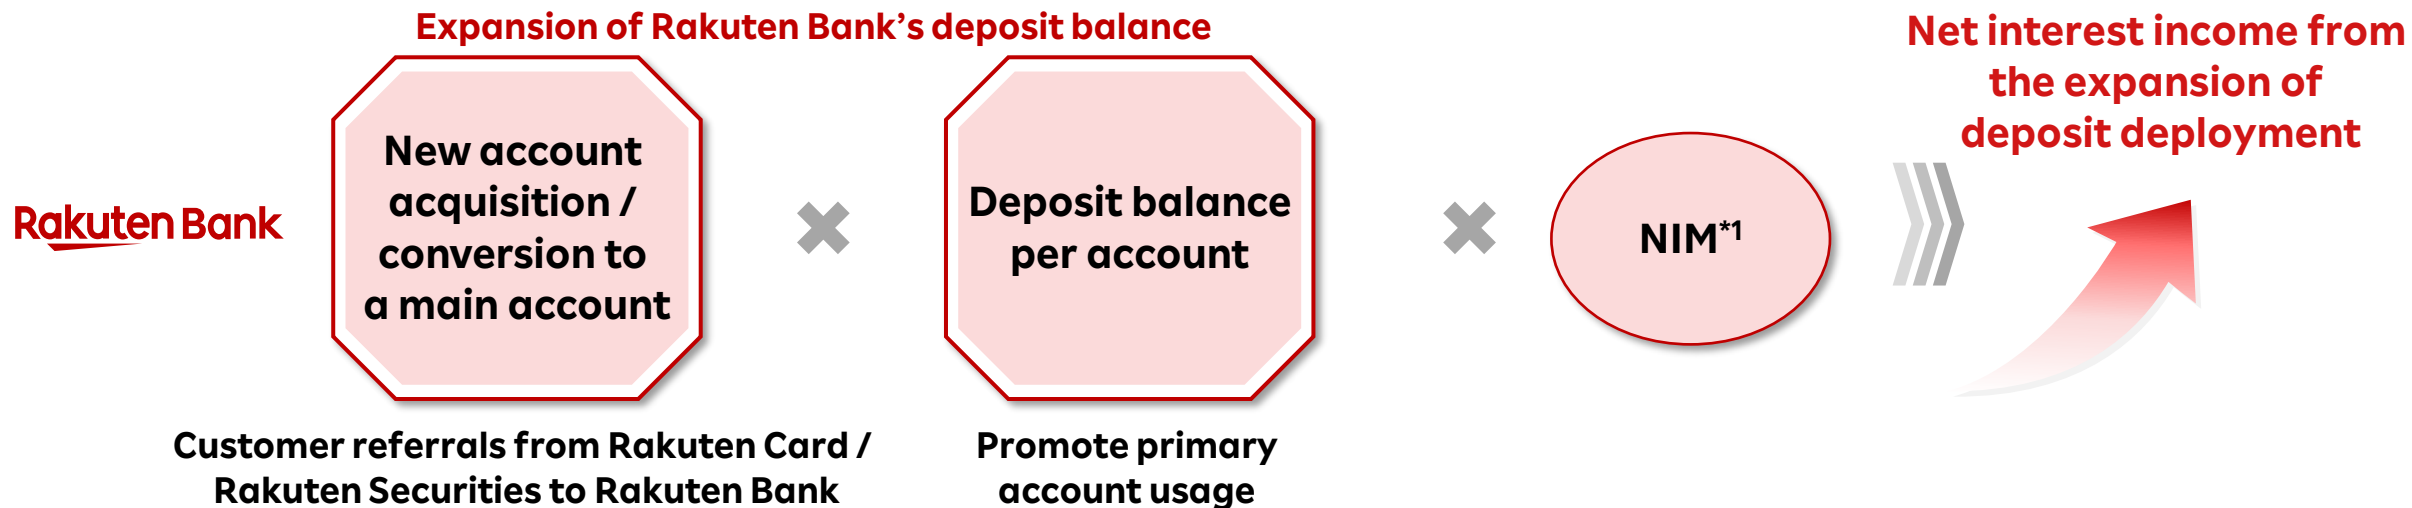 Expansion of Rakuten Bank’s deposit balance
Net interest income from
the expansion of
deposit deployment
Rakuten Bank
New account
acquisition /
conversion to
a main account
Deposit balance
per account
NIM*1
Customer referrals from Rakuten Card /
Rakuten Securities to Rakuten Bank
Promote primary
account usage